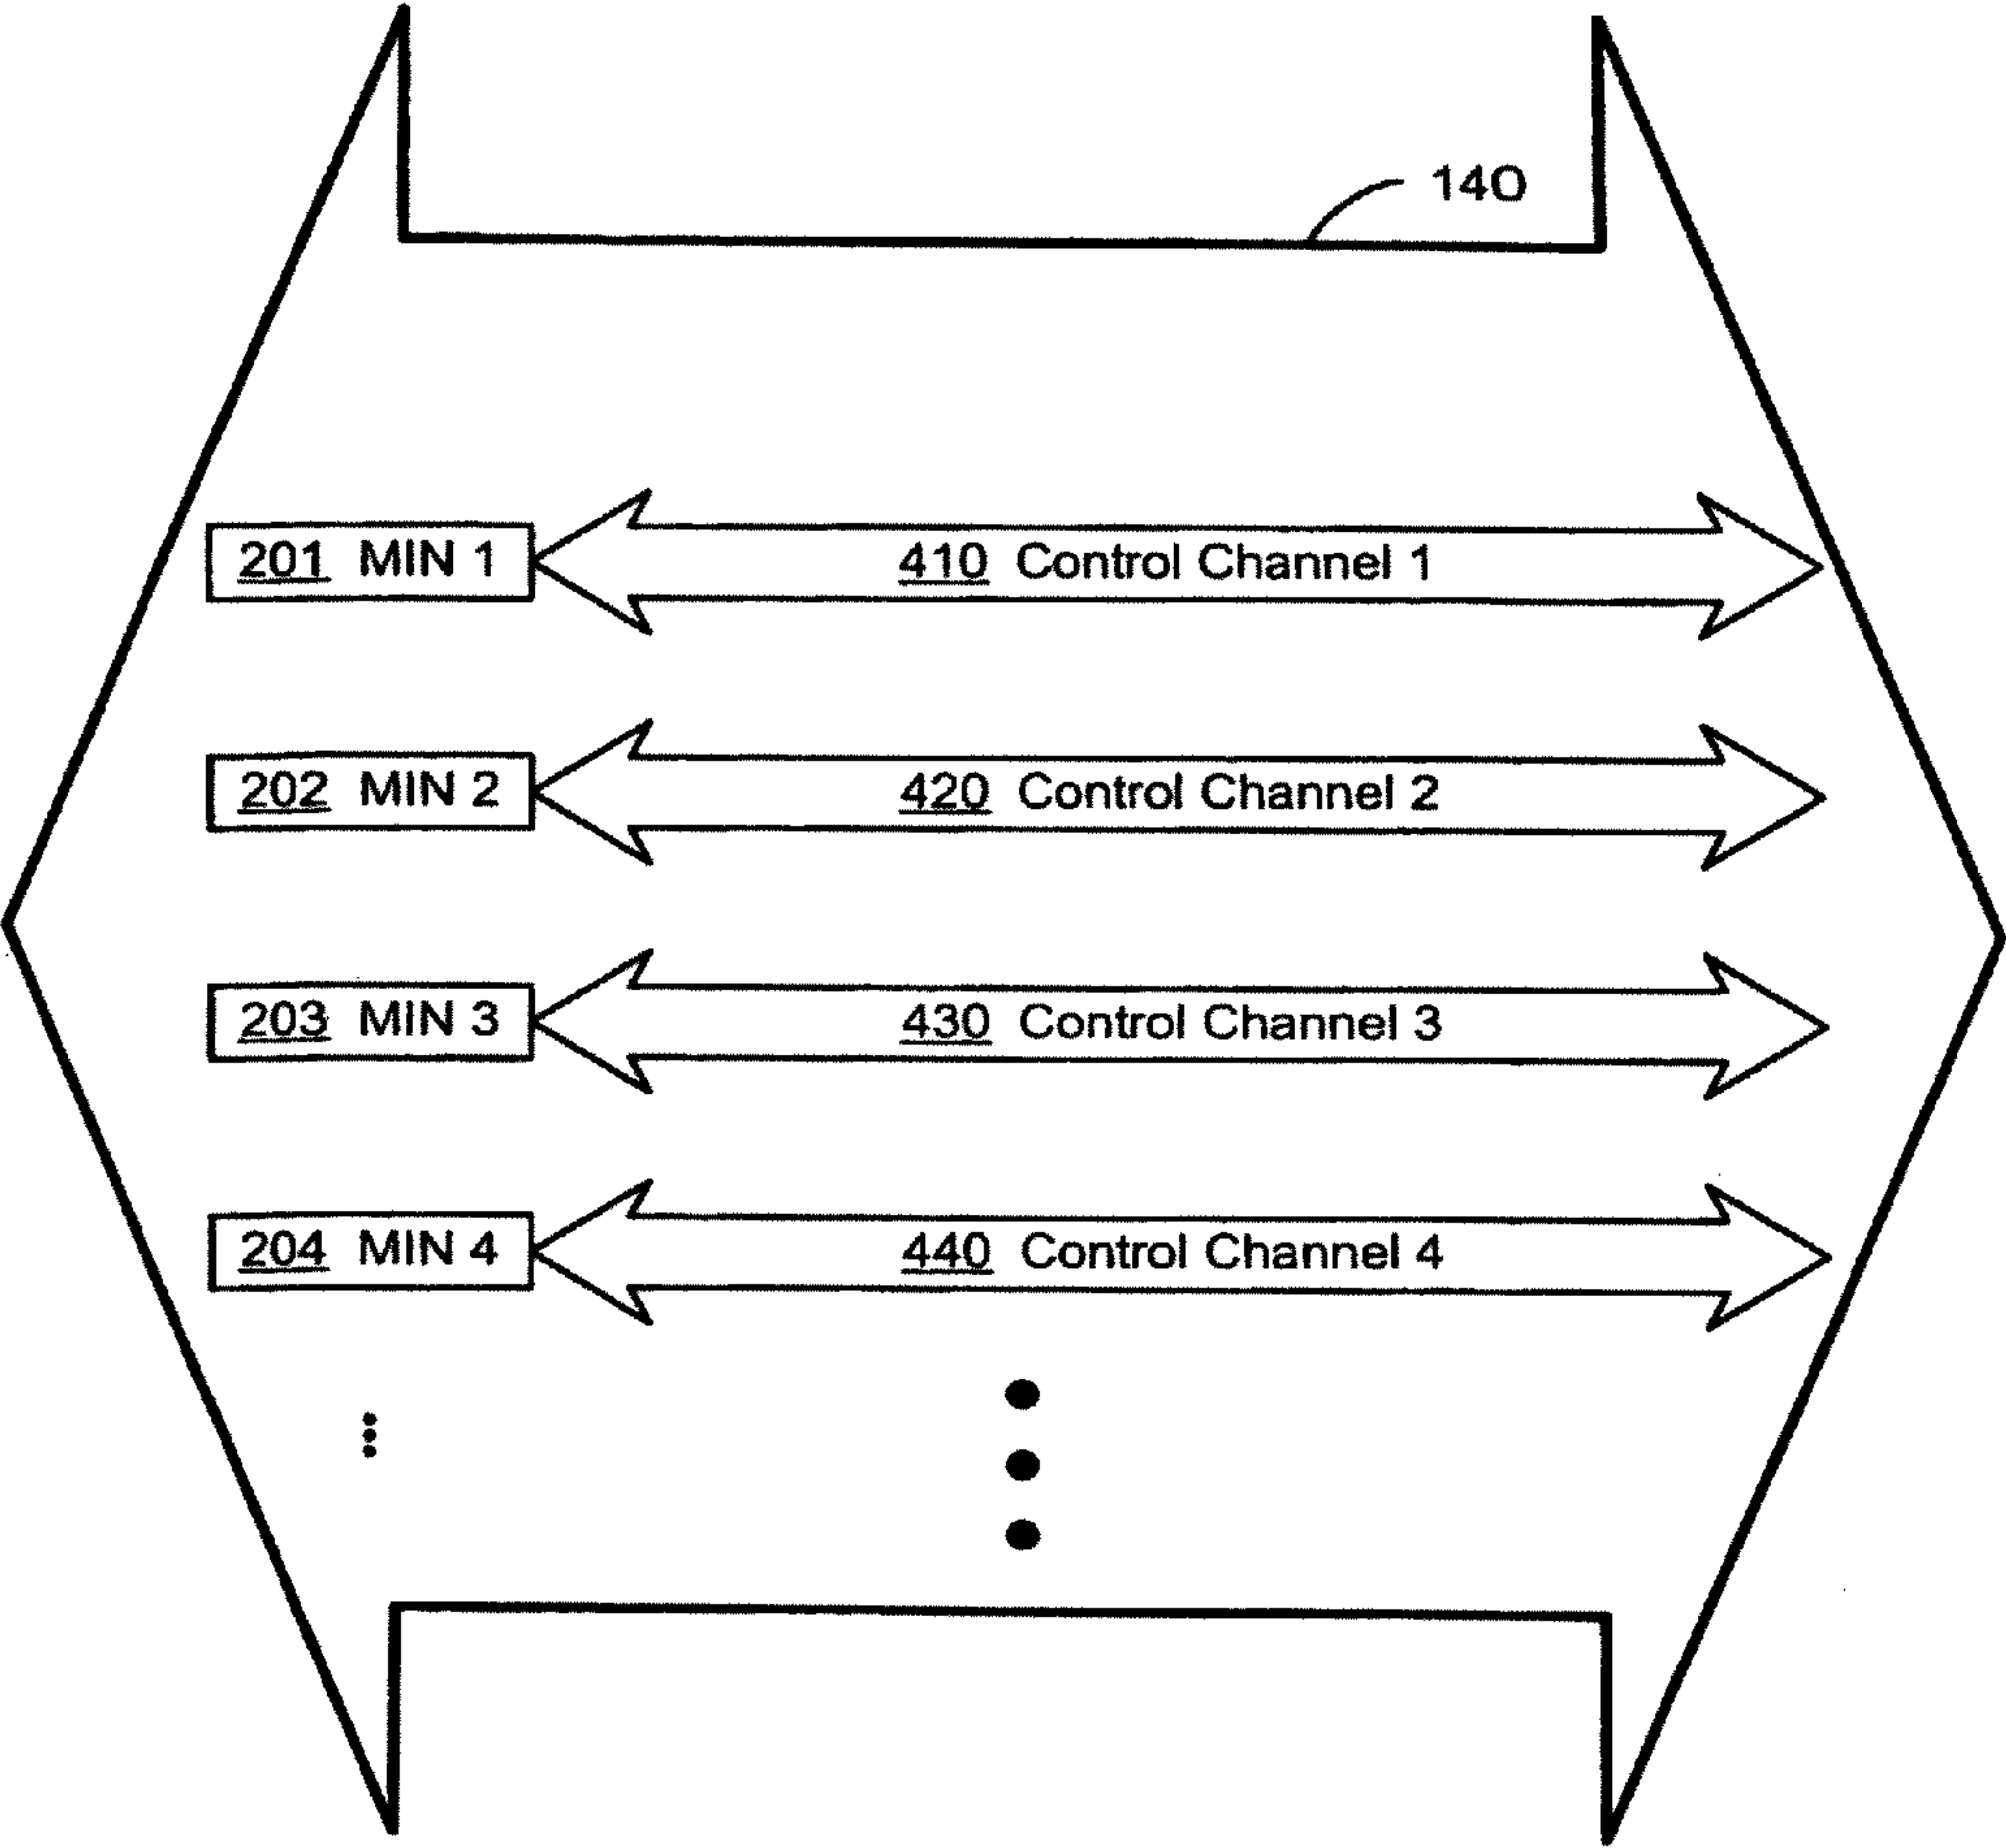 140
201 MIN 1 410 Control Channel 1
202 MIN 2 420 Control Channel 2
203 MIN 3 430 Control Channel 3
204 MIN 4 440 Control Channel 4